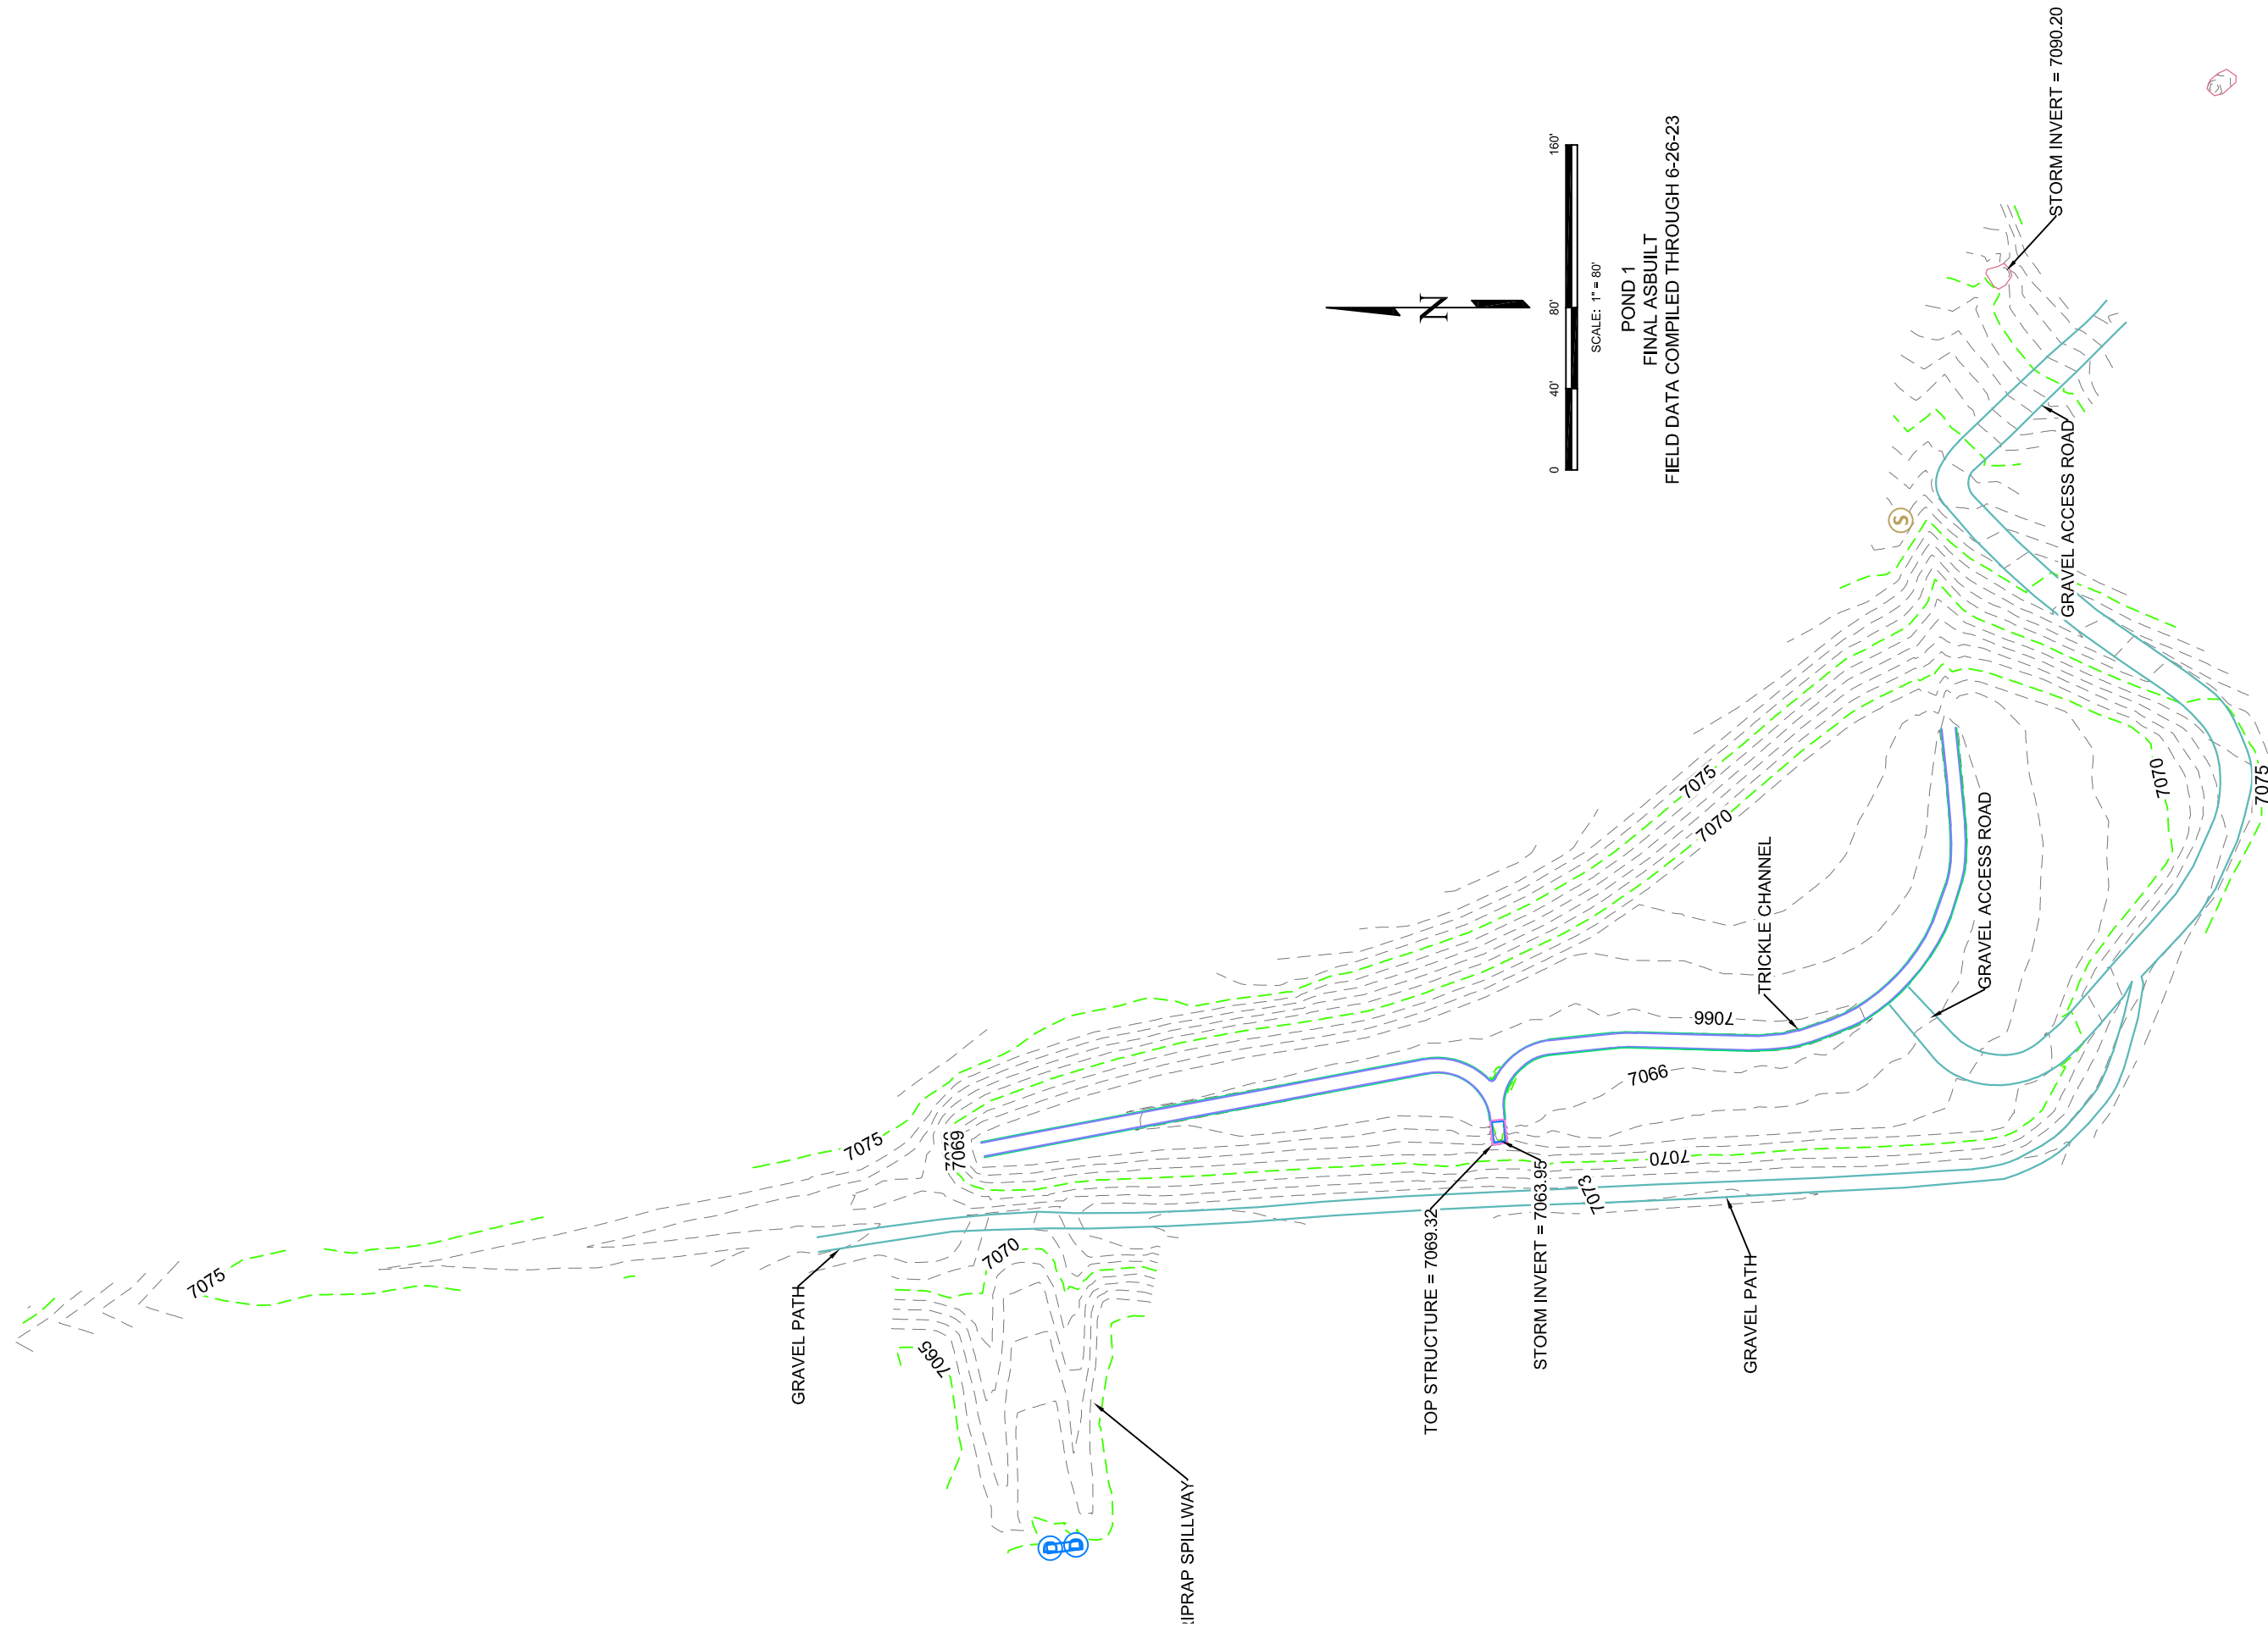 STORM INVERT = 7090.20
160'
80'
40'
0
SCALE: 1" = 80'
N
POND 1
FINAL ASBUILT
FIELD DATA COMPILED THROUGH 6-26-23
GRAVEL ACCESS ROAD
S
7075
7070
7070
7075
TRICKLE CHANNEL
GRAVEL ACCESS ROAD
7066
7066
7075
7069
7070
7073
TOP STRUCTURE = 7069.32
STORM INVERT = 7063.95
GRAVEL PATH
GRAVEL PATH
7075
7070
7065
RIPRAP SPILLWAY
D
D